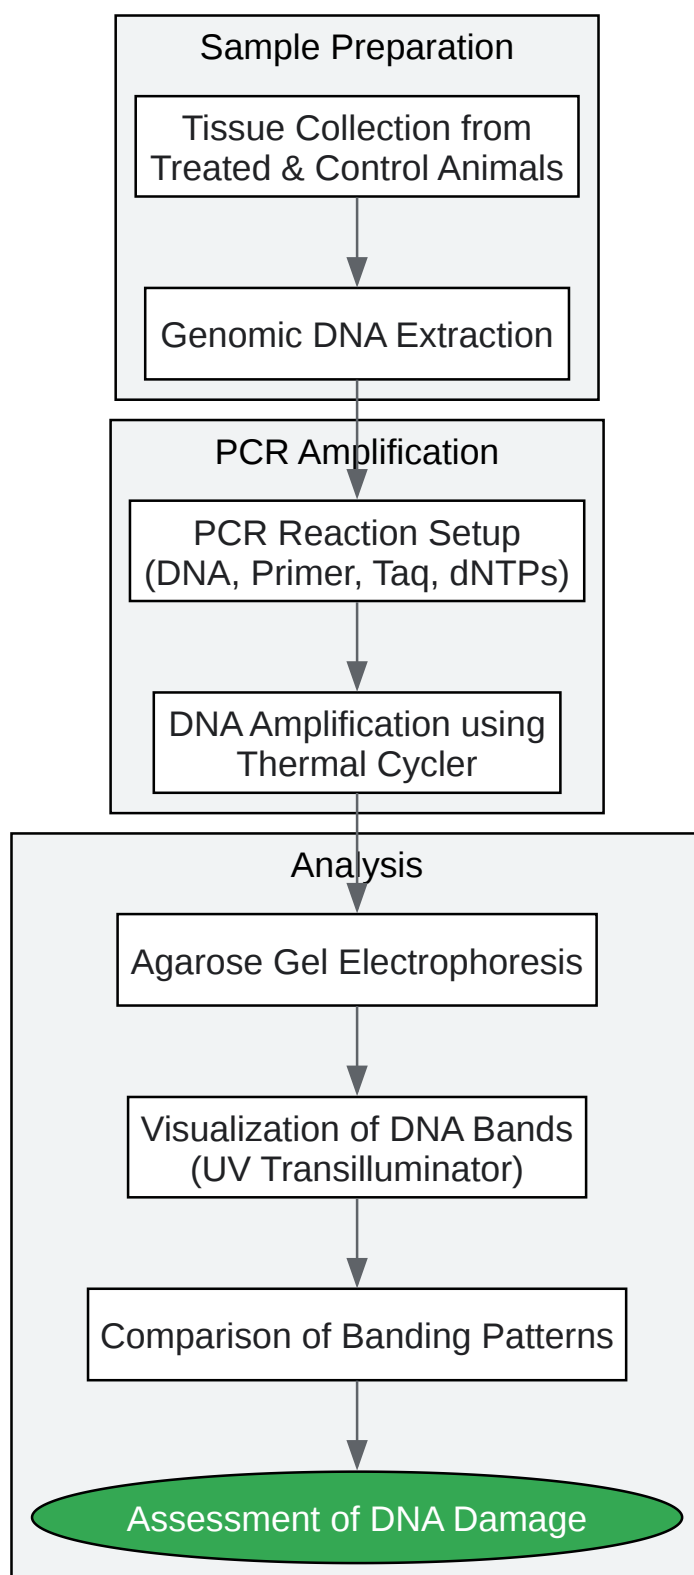 Sample Preparation
Tissue Collection from
Treated & Control Animals
Genomic DNA Extraction
PCR Amplification
PCR Reaction Setup
(DNA, Primer, Taq, dNTPs)
DNA Amplification using
Thermal Cycler
Analysis
Agarose Gel Electrophoresis
Visualization of DNA Bands
(UV Transilluminator)
Comparison of Banding Patterns
Assessment of DNA Damage